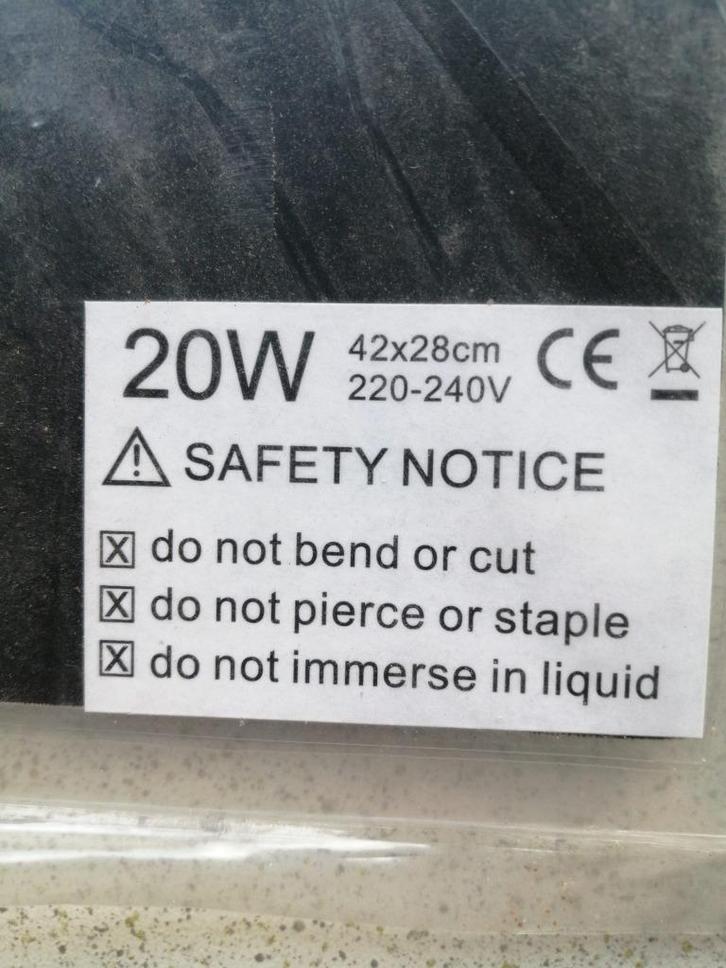 20W 42x28cm CE
220-240V
SAFETY NOTICE
☒ do not bend or cut
☒ do not pierce or staple
☒ do not immerse in liquid